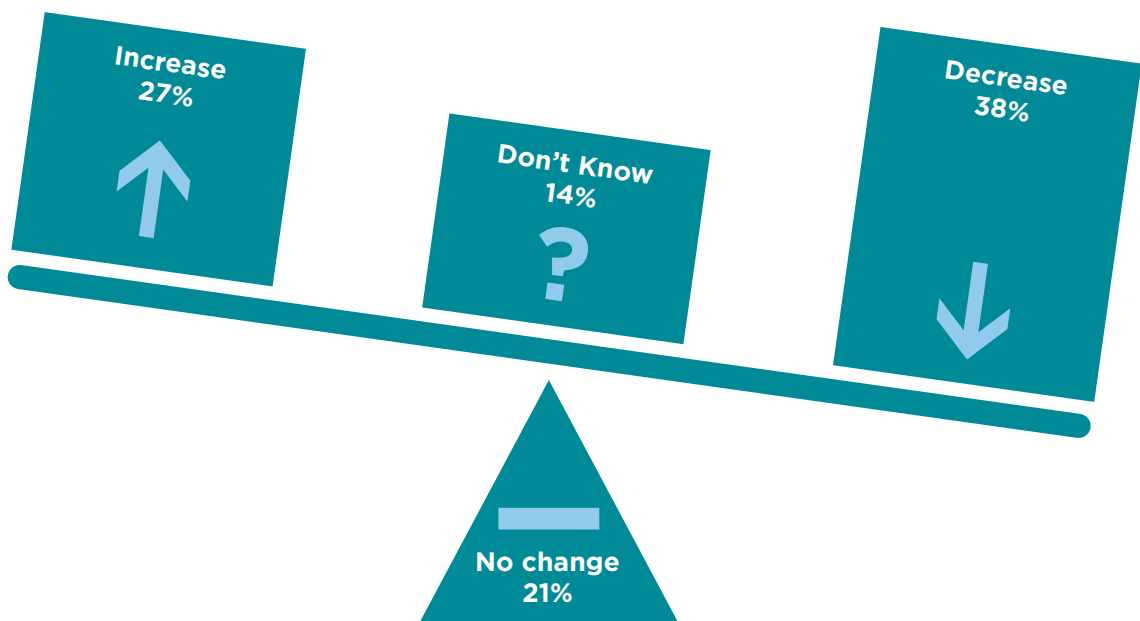 Increase
27%
Don’t Know
14%
?
Decrease
38%
No change
21%